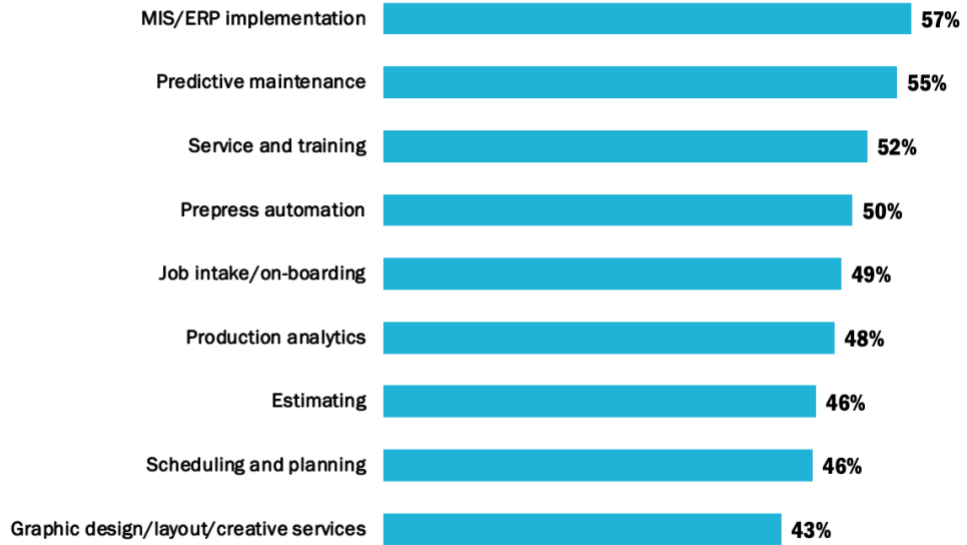 MIS/ERP implementation 57%
Predictive maintenance 55%
Service and training 52%
Prepress automation 50%
Job intake/on-boarding 49%
Production analytics 48%
Estimating 46%
Scheduling and planning 46%
Graphic design/layout/creative services 43%